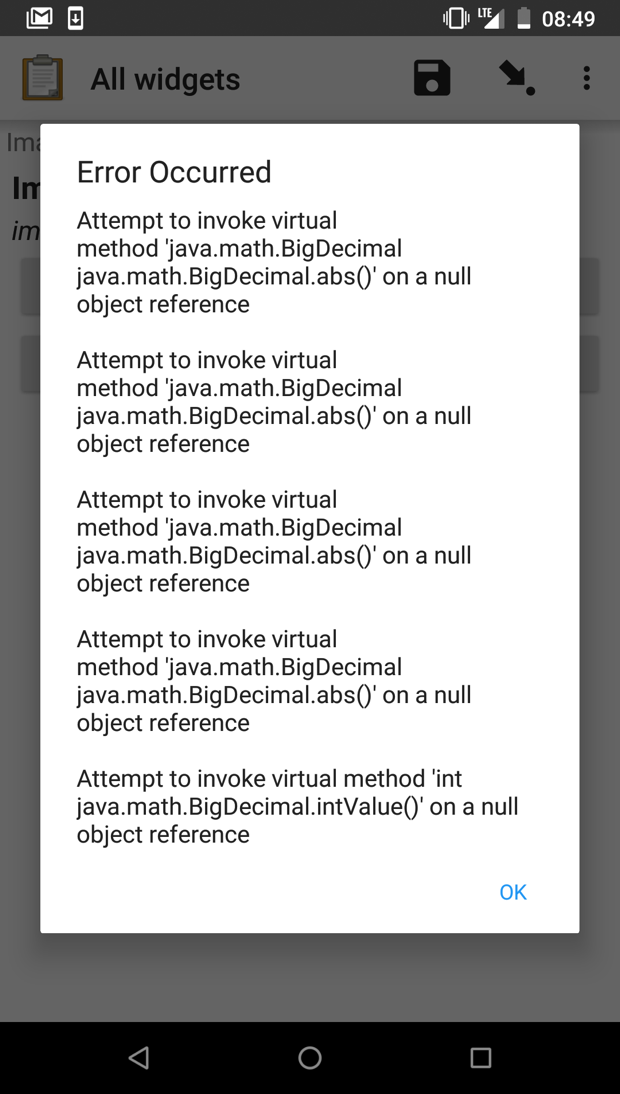 LTE 08:49
All widgets
Ima
Im
im
Error Occurred
Attempt to invoke virtual
method 'java.math.BigDecimal
java.math.BigDecimal.abs()' on a null
object reference
Attempt to invoke virtual
method 'java.math.BigDecimal
java.math.BigDecimal.abs()' on a null
object reference
Attempt to invoke virtual
method 'java.math.BigDecimal
java.math.BigDecimal.abs()' on a null
object reference
Attempt to invoke virtual
method 'java.math.BigDecimal
java.math.BigDecimal.abs()' on a null
object reference
Attempt to invoke virtual method 'int
java.math.BigDecimal.intValue()' on a null
object reference
OK